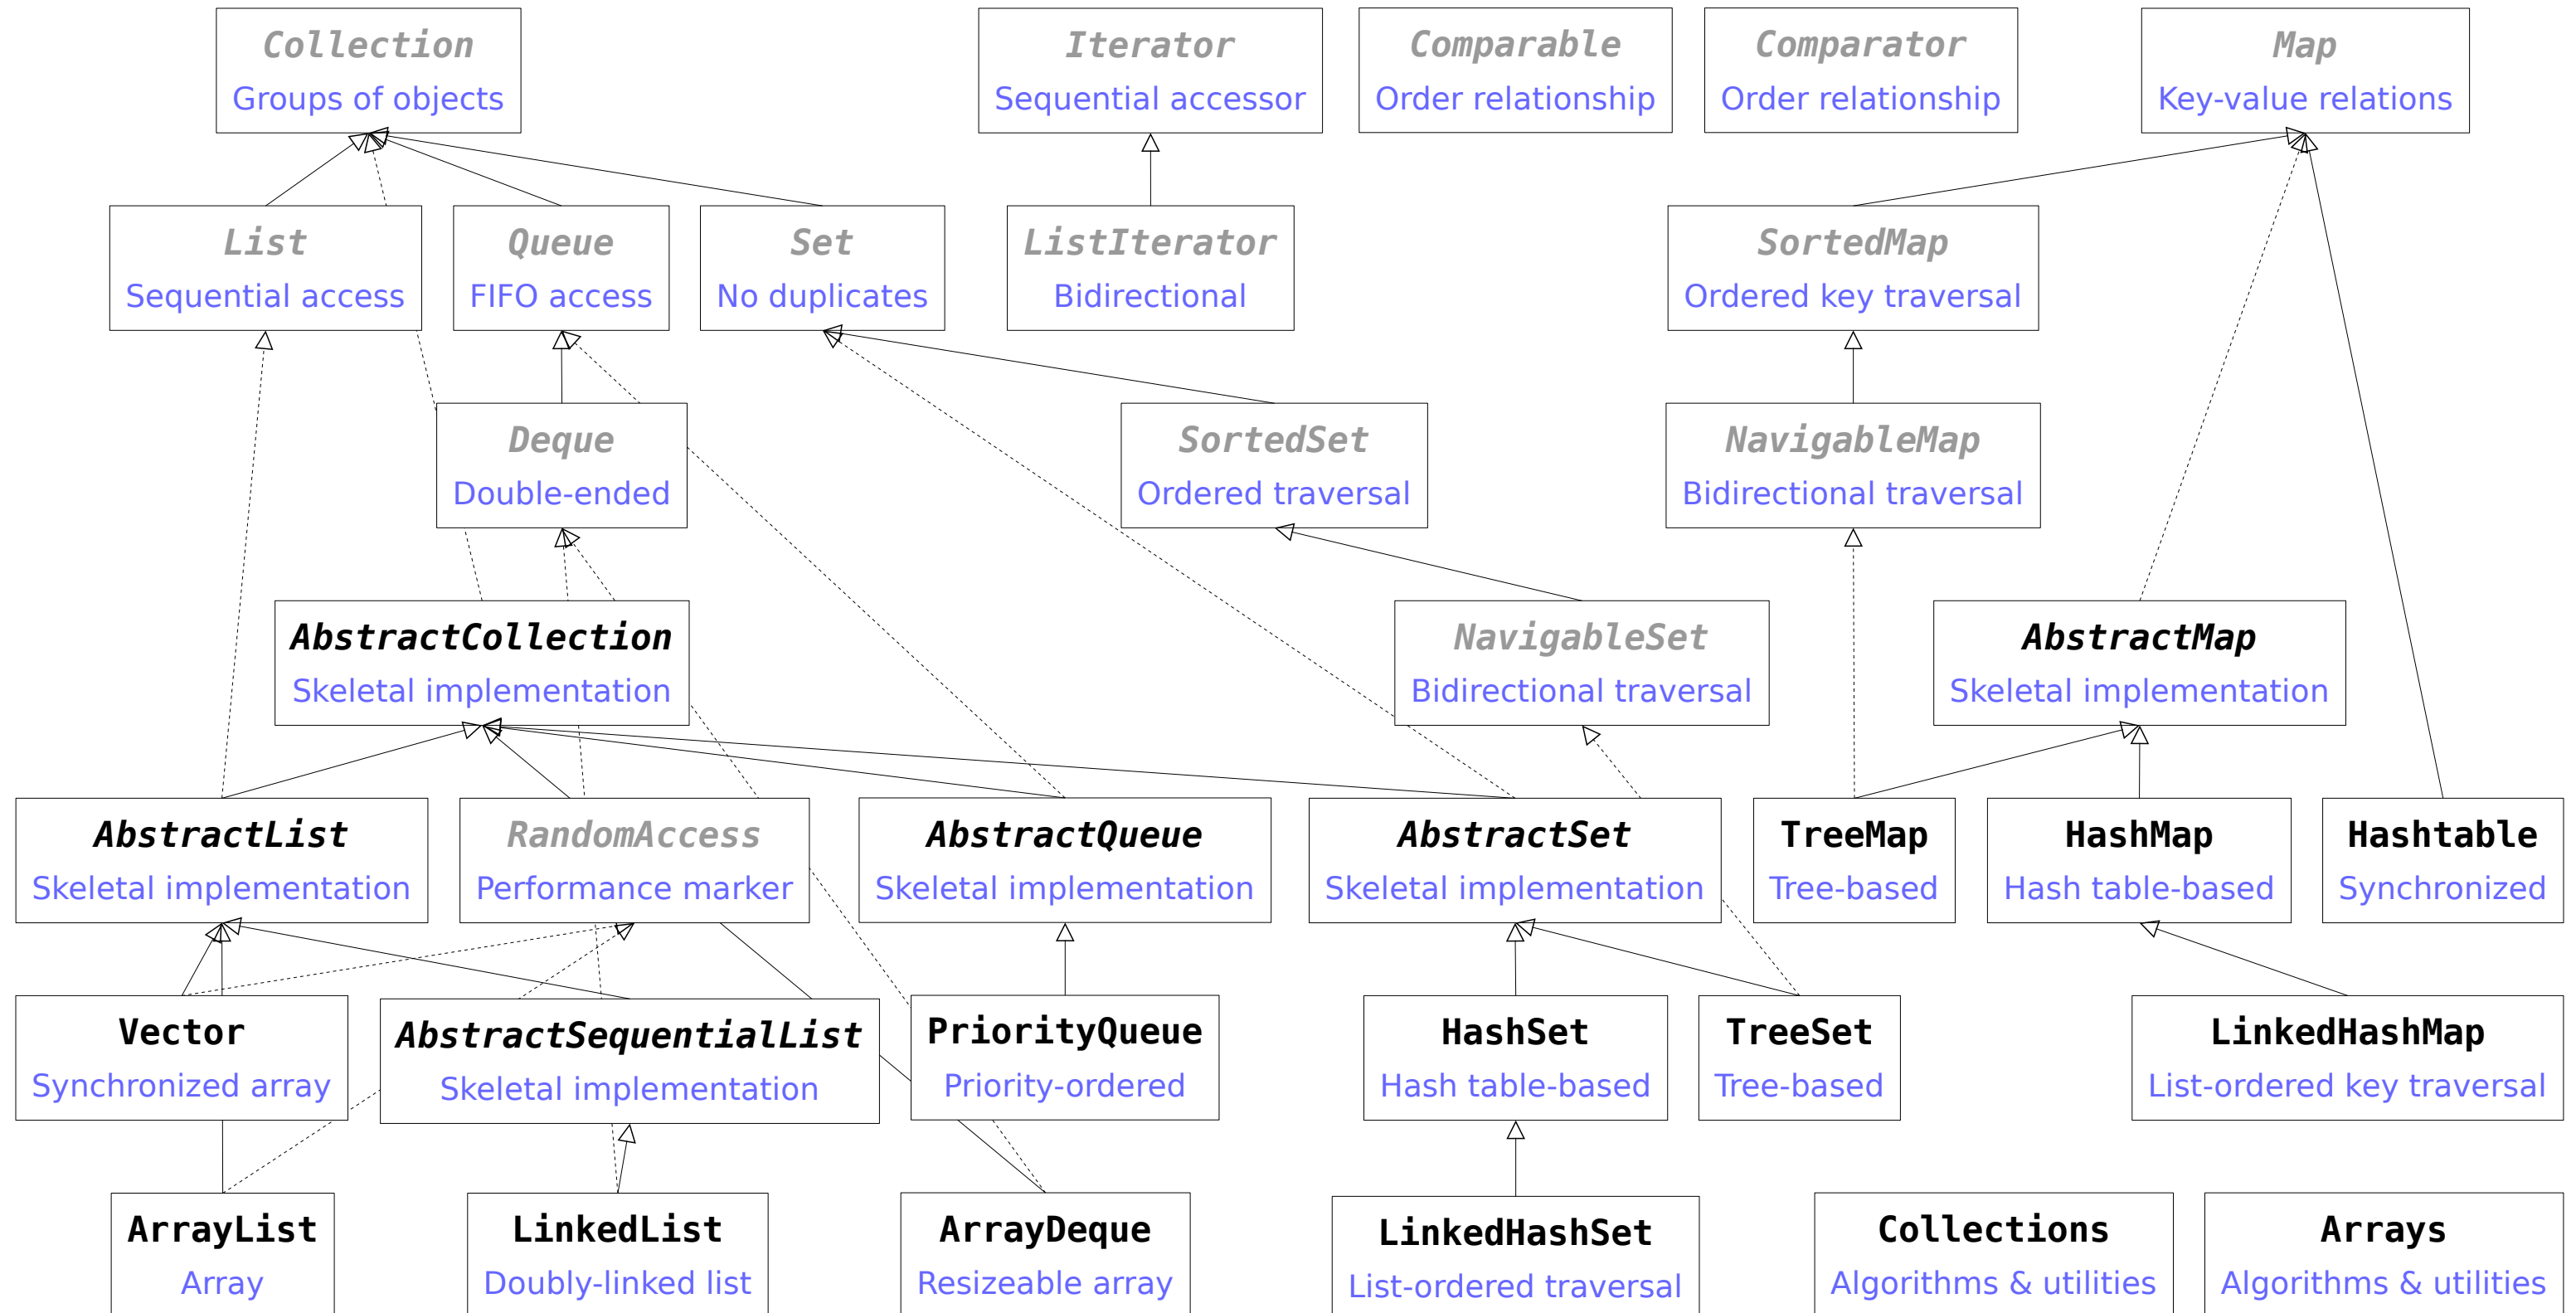 Collection
Groups of objects
Iterator
Sequential accessor
Comparable
Order relationship
Comparator
Order relationship
Map
Key-value relations
List
Sequential access
Queue
FIFO access
Set
No duplicates
ListIterator
Bidirectional
SortedMap
Ordered key traversal
Deque
Double-ended
SortedSet
Ordered traversal
NavigableMap
Bidirectional traversal
AbstractCollection
Skeletal implementation
NavigableSet
Bidirectional traversal
AbstractMap
Skeletal implementation
AbstractList
Skeletal implementation
RandomAccess
Performance marker
AbstractQueue
Skeletal implementation
AbstractSet
Skeletal implementation
TreeMap
Tree-based
HashMap
Hash table-based
Hashtable
Synchronized
Vector
Synchronized array
AbstractSequentialList
Skeletal implementation
PriorityQueue
Priority-ordered
HashSet
Hash table-based
TreeSet
Tree-based
LinkedHashMap
List-ordered key traversal
ArrayList
Array
LinkedList
Doubly-linked list
ArrayDeque
Resizeable array
LinkedHashSet
List-ordered traversal
Collections
Algorithms & utilities
Arrays
Algorithms & utilities